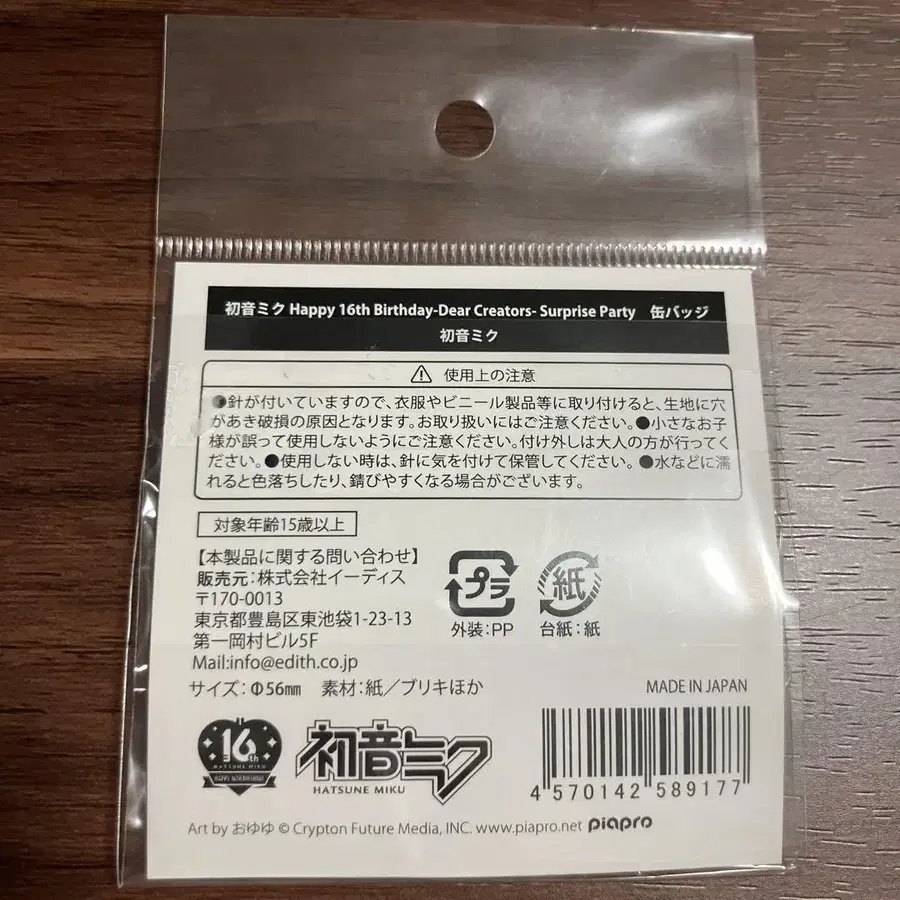 初音ミク Happy 16th Birthday-Dear Creators- Surprise Party　缶バッジ
初音ミク
⚠ 使用上の注意
●針が付いていますので、衣服やビニール製品等に取り付けると、生地に穴
があき破損の原因となります。お取り扱いにはご注意ください。●小さなお子
様が誤って使用しないようにご注意ください。付け外しは大人の方が行ってく
ださい。●使用しない時は、針に気を付けて保管してください。●水などに濡
れると色落ちしたり、錆びやすくなる場合がございます。
対象年齢15歳以上
【本製品に関する問い合わせ】
販売元:株式会社イーディス
〒170-0013
東京都豊島区東池袋1-23-13
第一岡村ビル5F
Mail:info@edith.co.jp
プラ
外装:PP
紙
台紙:紙
サイズ:Φ56㎜　素材:紙／ブリキほか
MADE IN JAPAN
16th
HATSUNE MIKU
HAPPY BIRTHDAY
初音ミク
HATSUNE MIKU
4 570142 589177
Art by おゆゆ © Crypton Future Media, INC. www.piapro.net piapro